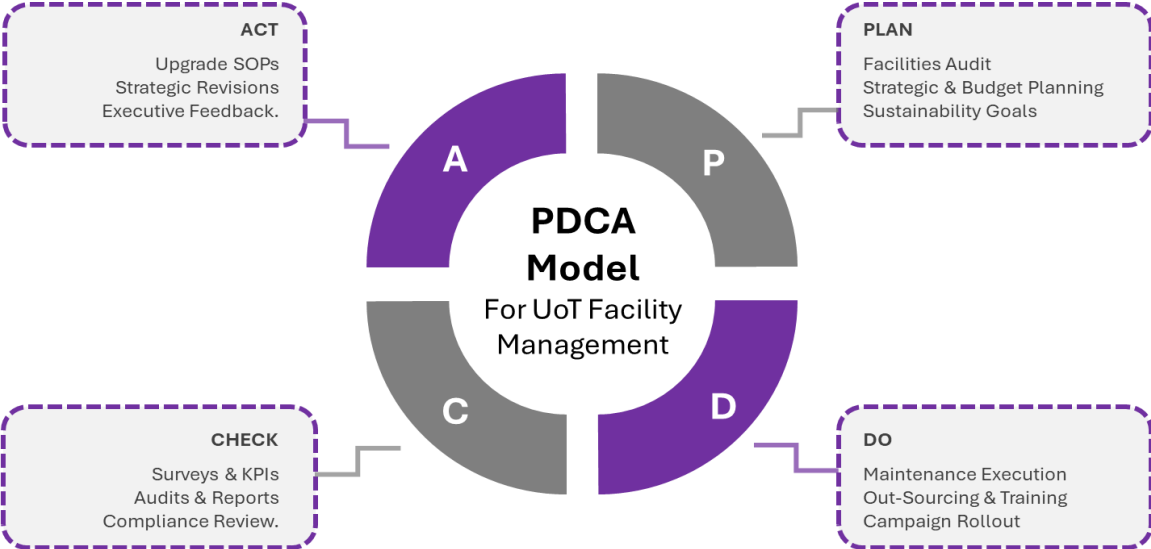 ACT
Upgrade SOPs
Strategic Revisions
Executive Feedback.
PLAN
Facilities Audit
Strategic & Budget Planning
Sustainability Goals
A
P
PDCA
Model
For UoT Facility
Management
C
D
CHECK
Surveys & KPIs
Audits & Reports
Compliance Review.
DO
Maintenance Execution
Out-Sourcing & Training
Campaign Rollout